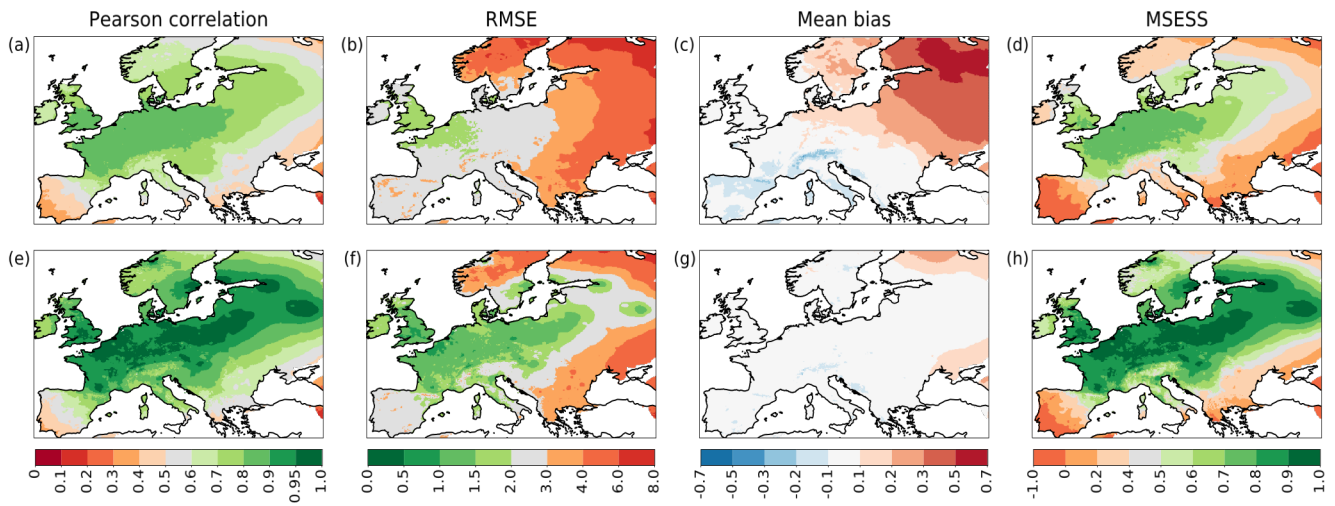 Pearson correlation RMSE Mean bias MSESS
(a) (b) (c) (d)
(e) (f) (g) (h)
0 0.1 0.2 0.3 0.4 0.5 0.6 0.7 0.8 0.9 0.95 1.0
0.0 0.5 1.0 1.5 2.0 3.0 4.0 6.0 8.0
-0.7 -0.5 -0.3 -0.2 -0.1 0.1 0.2 0.3 0.5 0.7
-1.0 0.0 0.2 0.4 0.5 0.6 0.7 0.8 0.9 1.0